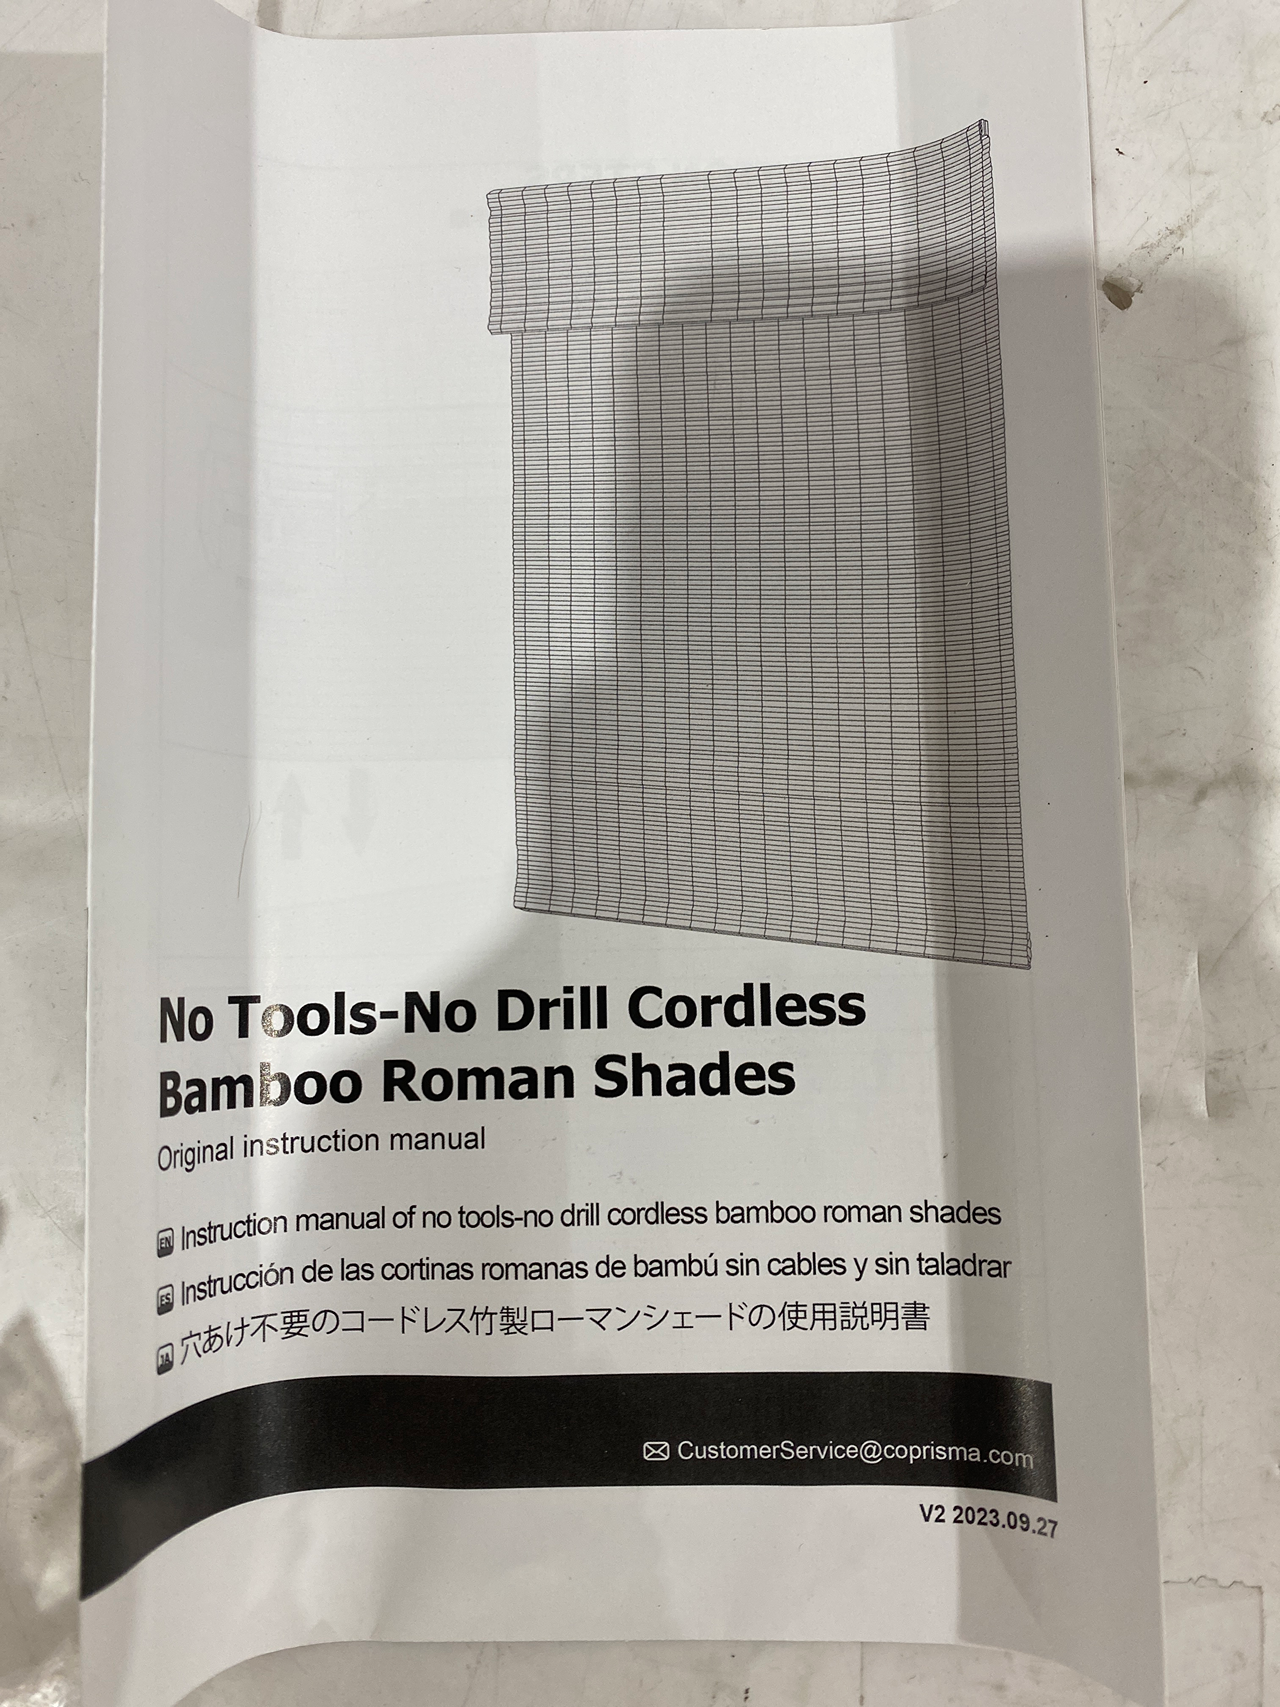 No Tools-No Drill Cordless
Bamboo Roman Shades
Original instruction manual
EN Instruction manual of no tools-no drill cordless bamboo roman shades
ES Instrucción de las cortinas romanas de bambú sin cables y sin taladrar
JA 穴あけ不要のコードレス竹製ローマンシェードの使用説明書
CustomerService@coprisma.com
V2 2023.09.27